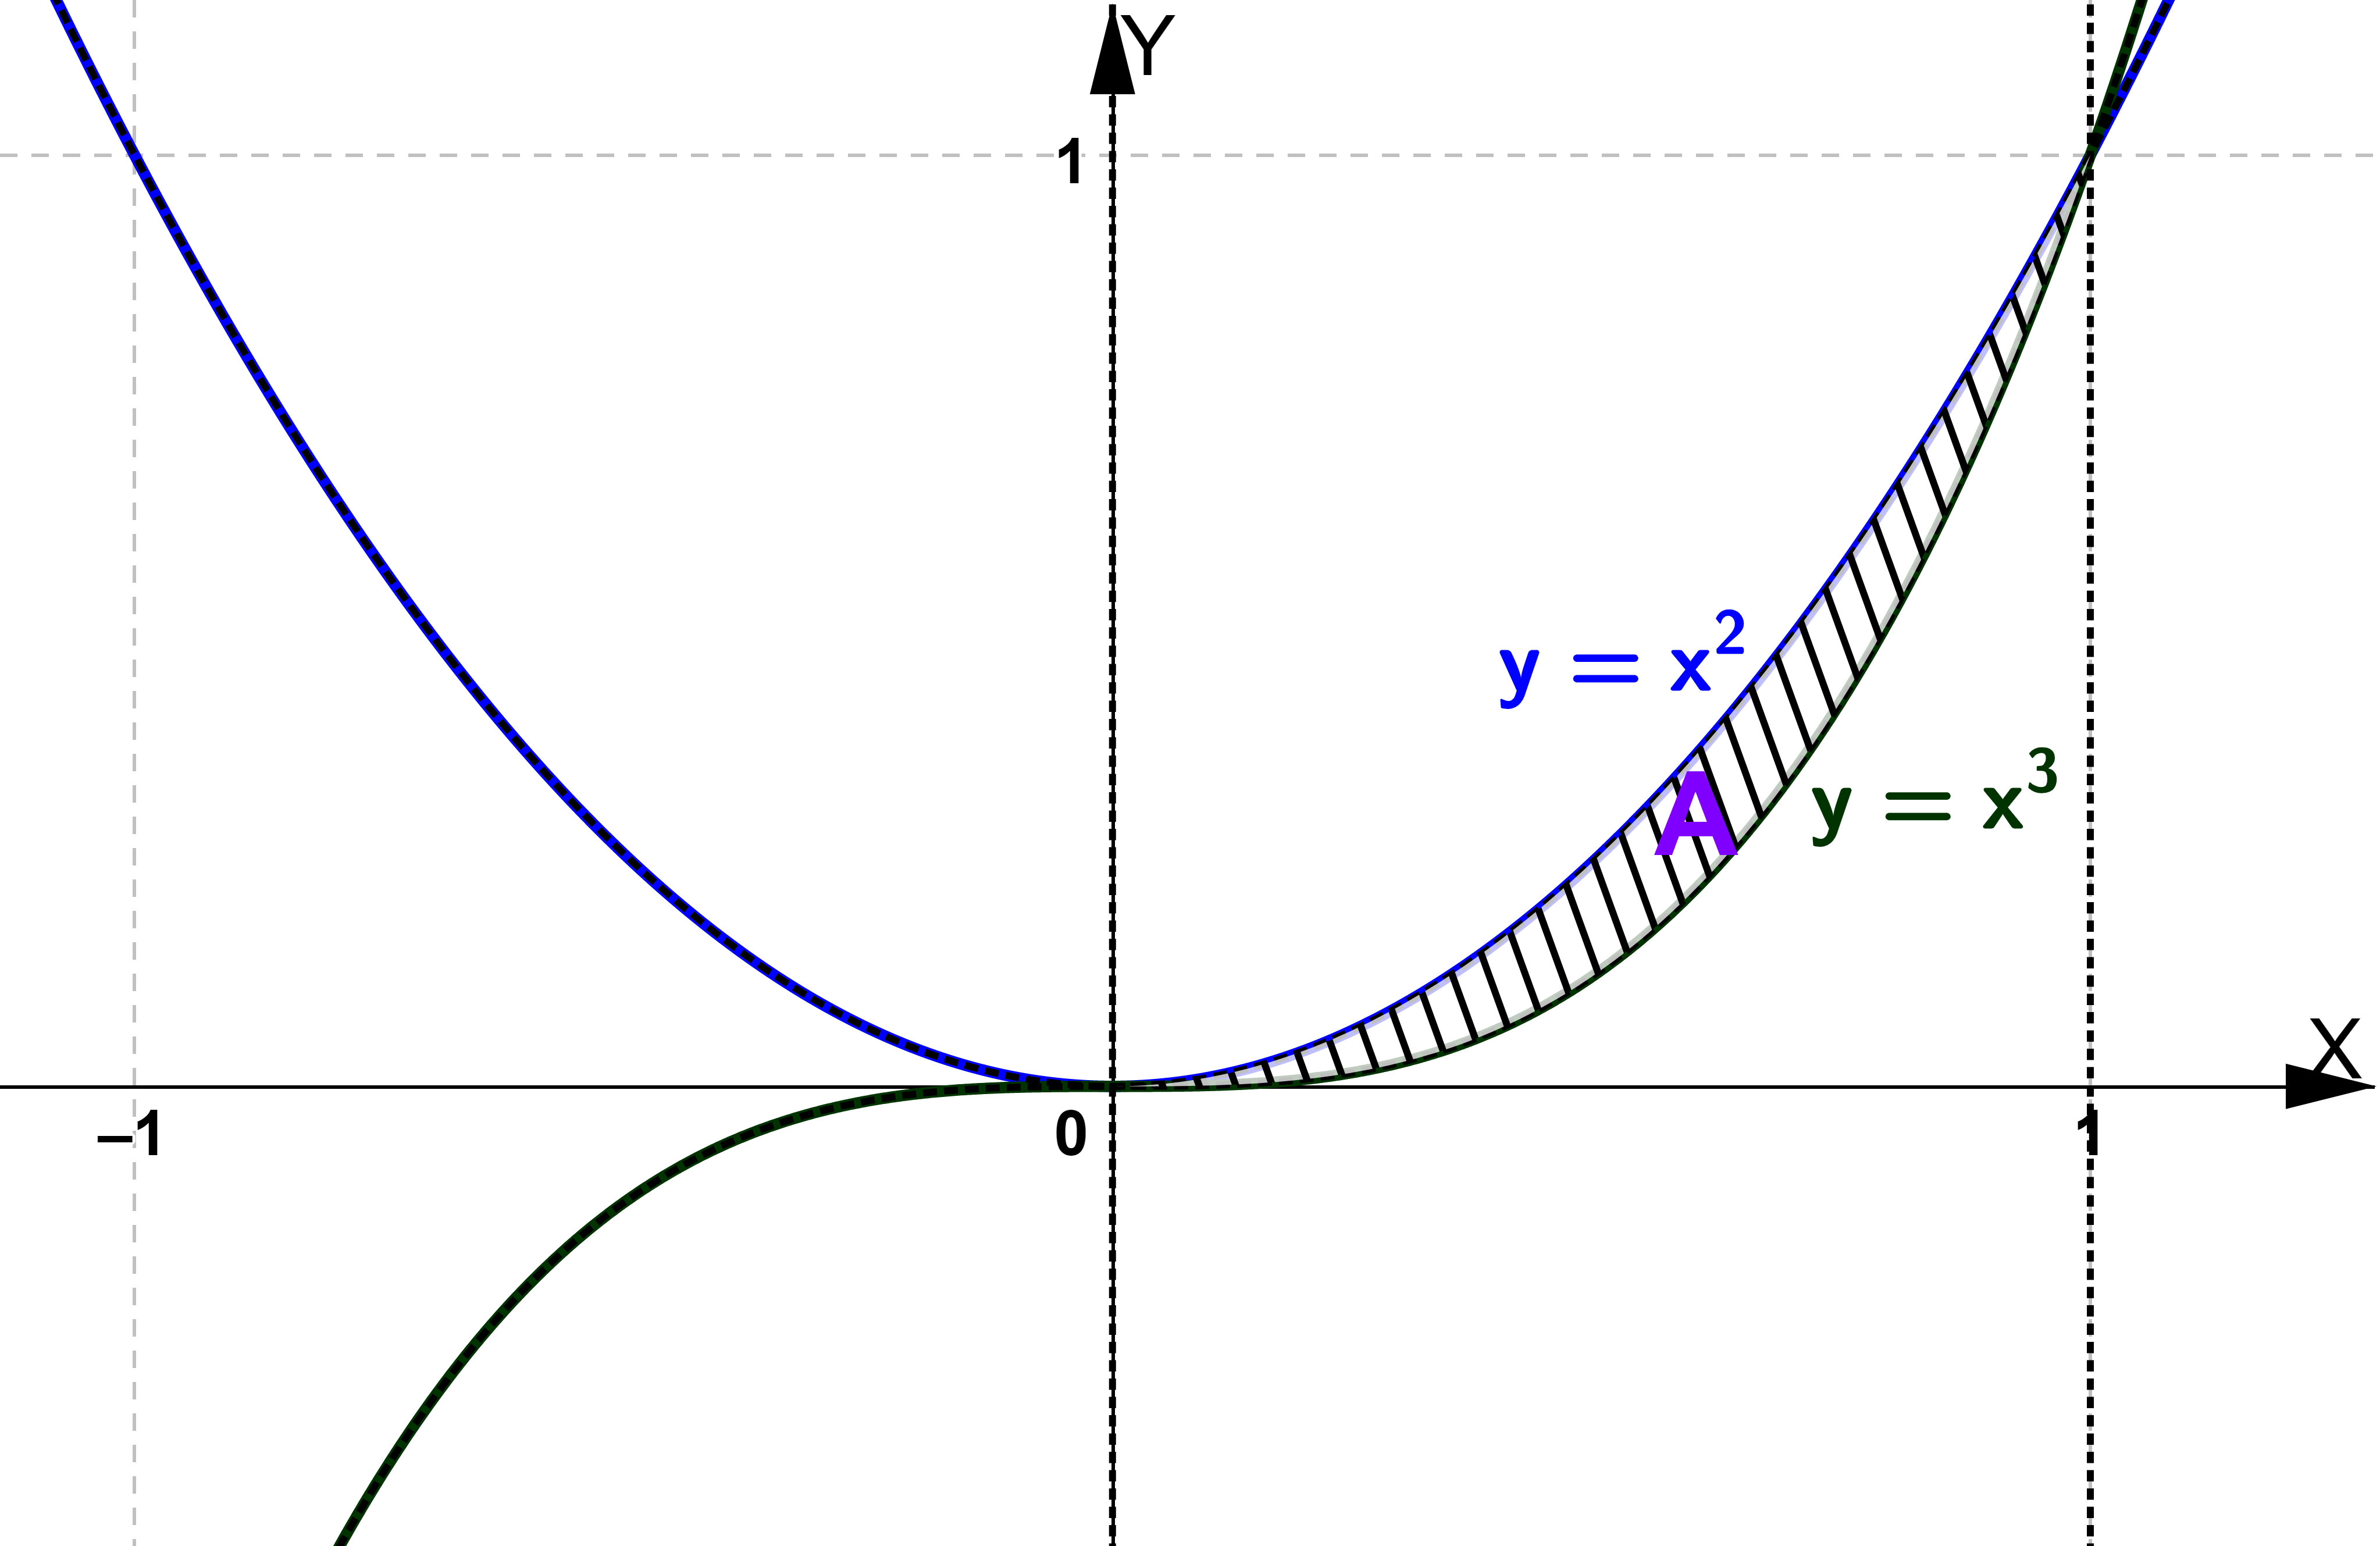 Y
1
y = x²
A
y = x³
X
–1
0
1